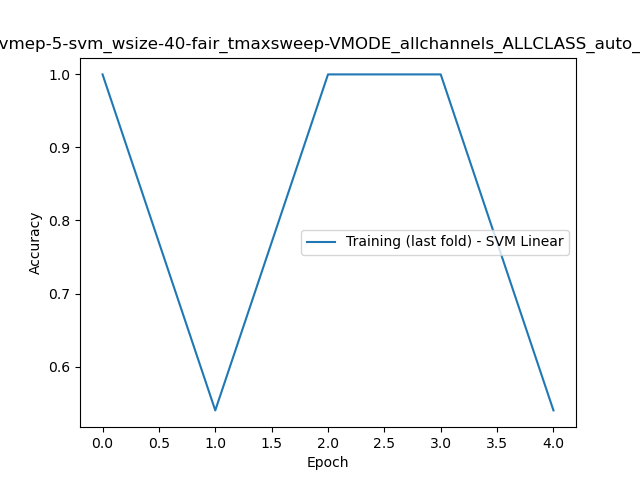 vmep-5-svm_wsize-40-fair_tmaxsweep-VMODE_allchannels_ALLCLASS_auto_
1.0
0.9
0.8
0.7
0.6
Accuracy
Training (last fold) - SVM Linear
0.0 0.5 1.0 1.5 2.0 2.5 3.0 3.5 4.0
Epoch